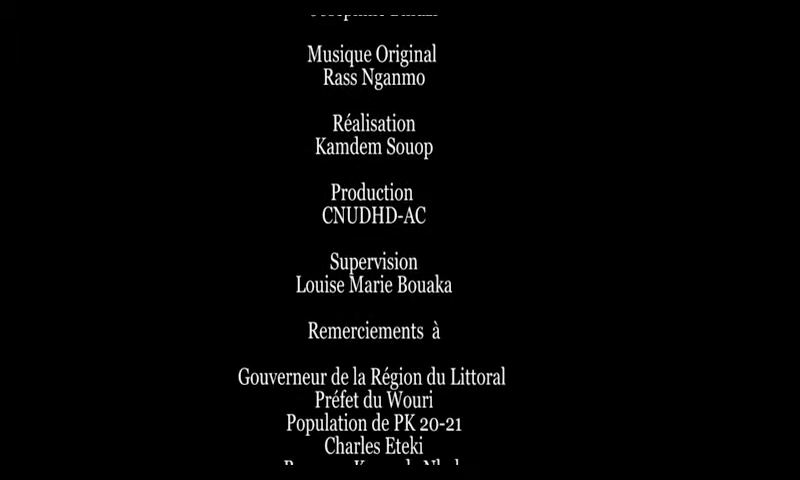 Musique Original
Rass Nganmo
Réalisation
Kamdem Souop
Production
CNUDHD-AC
Supervision
Louise Marie Bouaka
Remerciements à
Gouverneur de la Région du Littoral
Préfet du Wouri
Population de PK 20-21
Charles Eteki